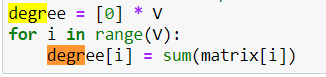 degree = [0] * V
for i in range(V):
    degree[i] = sum(matrix[i])